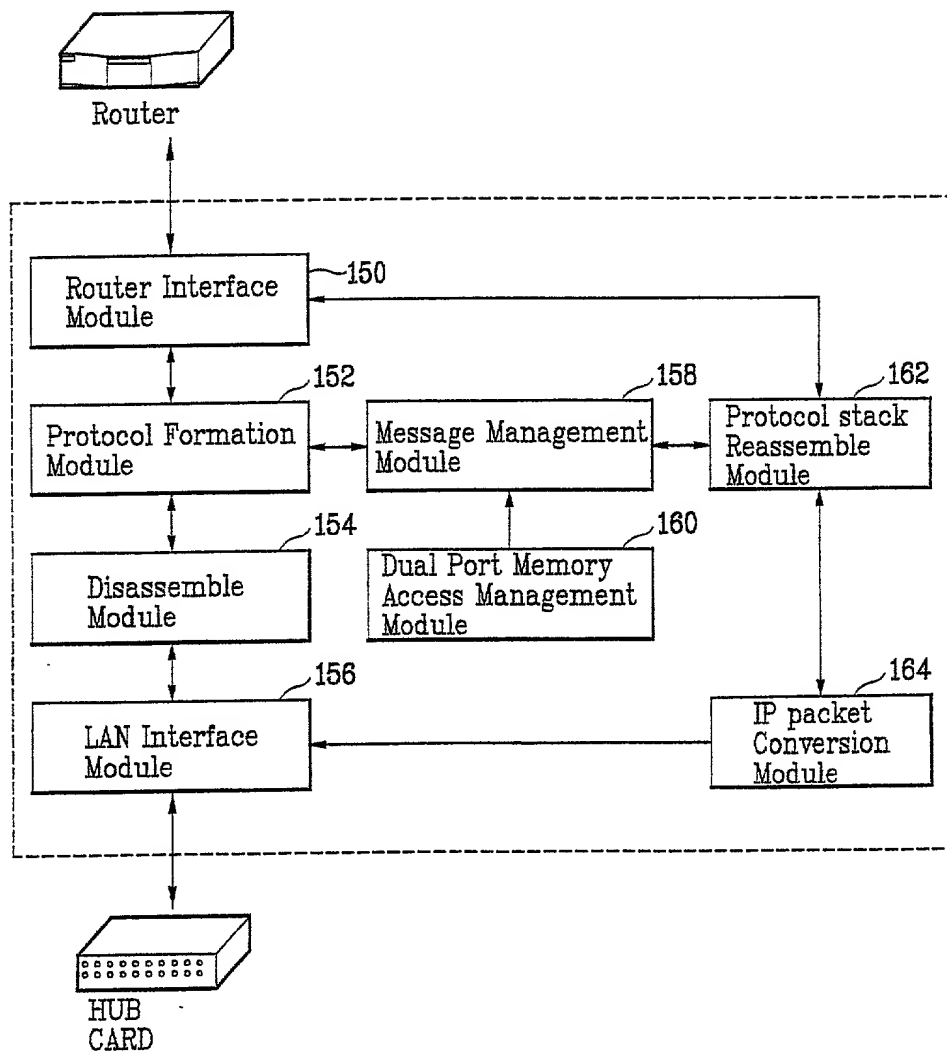 Router
Router Interface
Module
150
Protocol Formation
Module
152
Message Management
Module
158
Protocol stack
Reassemble
Module
162
Disassemble
Module
154
Dual Port Memory
Access Management
Module
160
LAN Interface
Module
156
IP packet
Conversion
Module
164
HUB
CARD